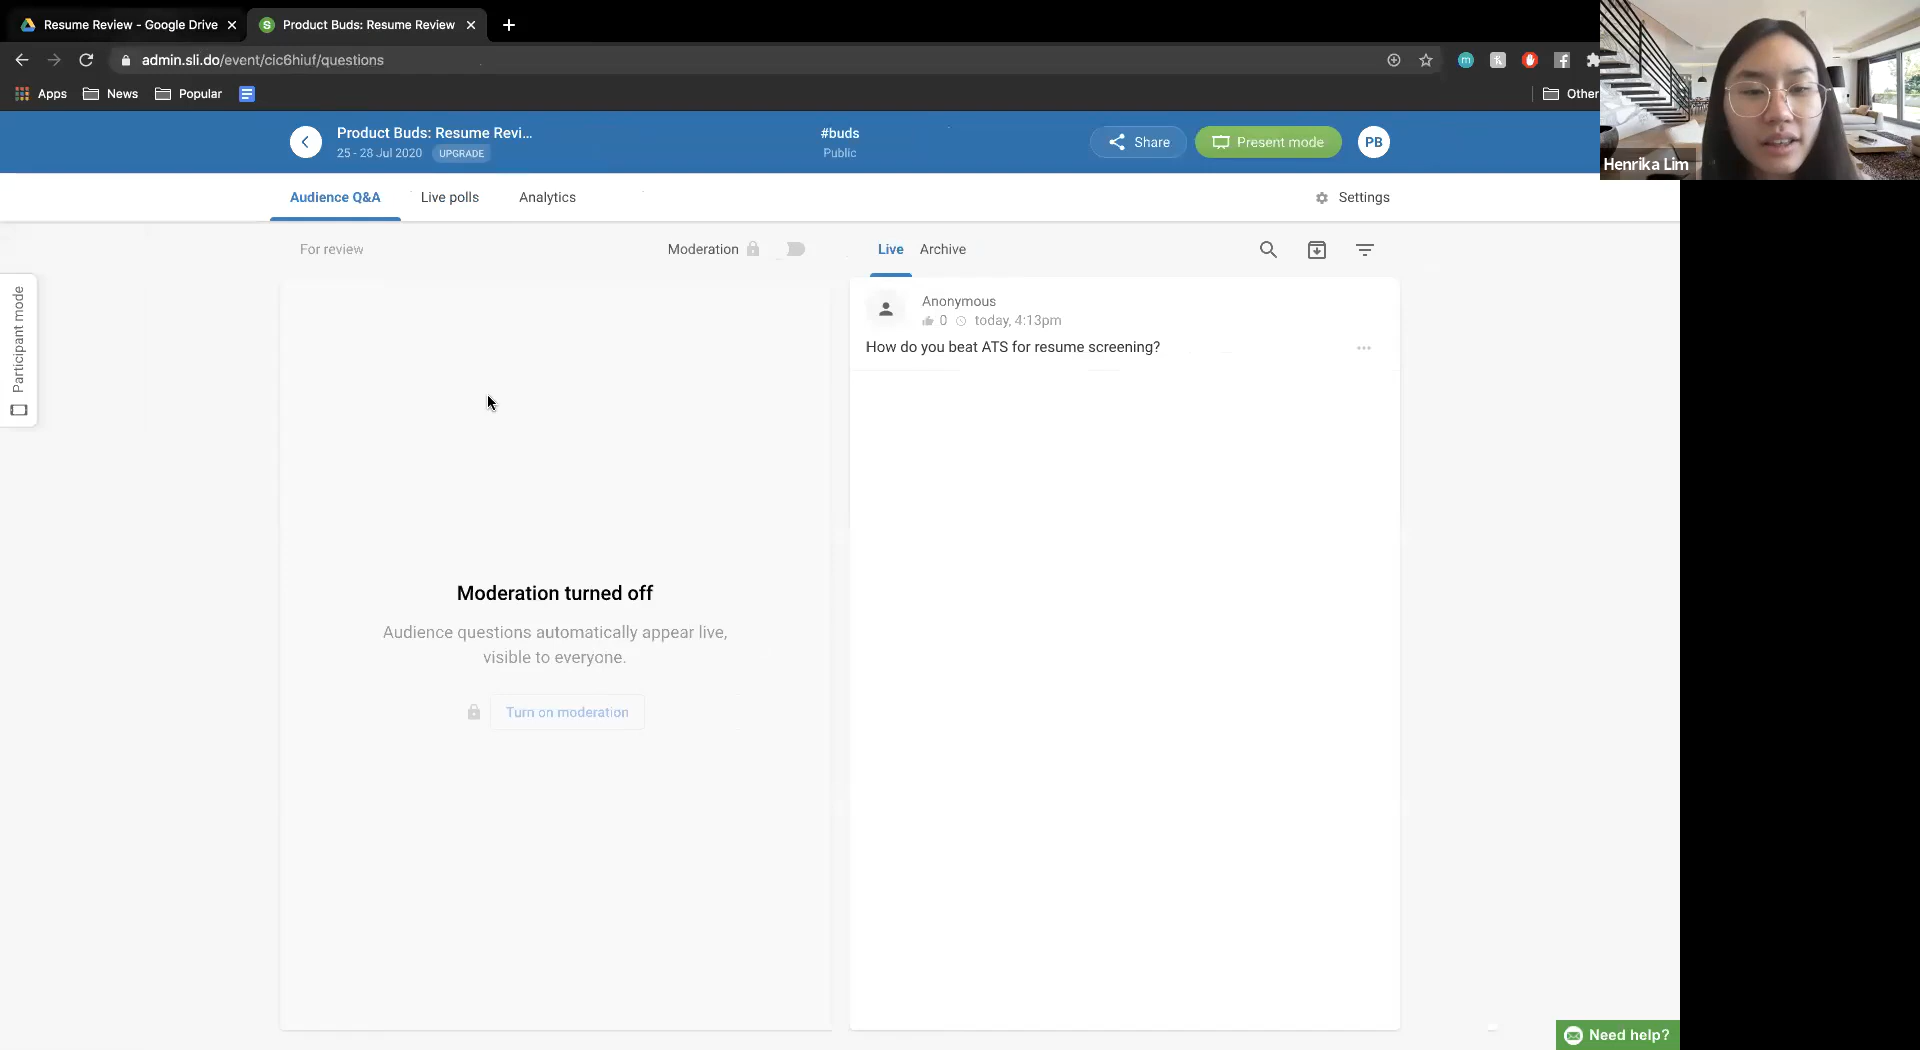 Resume Review - Google Drive
Product Buds: Resume Review
admin.sli.do/event/cic6hiuf/questions
Apps
News
Popular
Other
Product Buds: Resume Revi...
25 - 28 Jul 2020
UPGRADE
#buds
Public
Share
Present mode
PB
Henrika Lim
Audience Q&A
Live polls
Analytics
Settings
For review
Moderation
Live
Archive
Participant mode
Anonymous
0
today, 4:13pm
How do you beat ATS for resume screening?
Moderation turned off
Audience questions automatically appear live,
visible to everyone.
Turn on moderation
Need help?